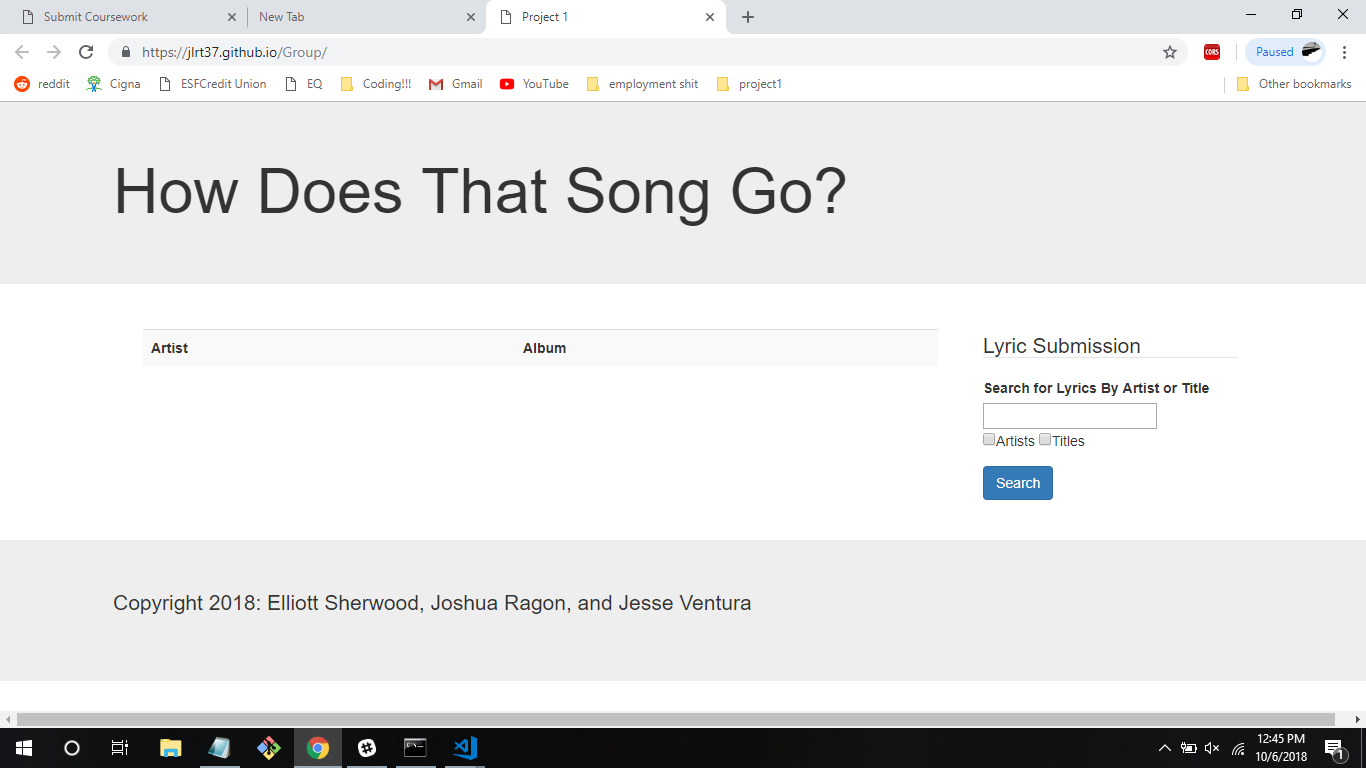 Submit Coursework
New Tab
Project 1
https://jlrt37.github.io/Group/
CORS
Paused
reddit
Cigna
ESFCredit Union
EQ
Coding!!!
Gmail
YouTube
employment shit
project1
Other bookmarks
How Does That Song Go?
Artist Album
Lyric Submission
Search for Lyrics By Artist or Title
Artists Titles
Search
Copyright 2018: Elliott Sherwood, Joshua Ragon, and Jesse Ventura
12:45 PM
10/6/2018
1